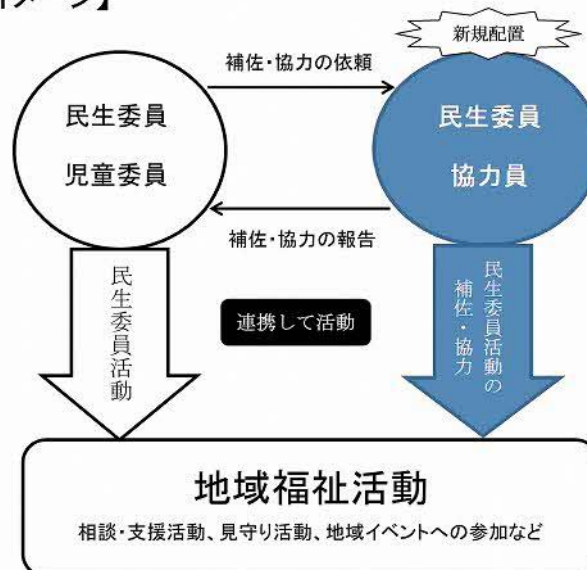 イメージ】
新規配置
補佐・協力の依頼
民生委員
児童委員
民生委員
協力員
補佐・協力の報告
民生委員活動
連携して活動
民生委員活動の
補佐・協力
地域福祉活動
相談・支援活動、見守り活動、地域イベントへの参加など